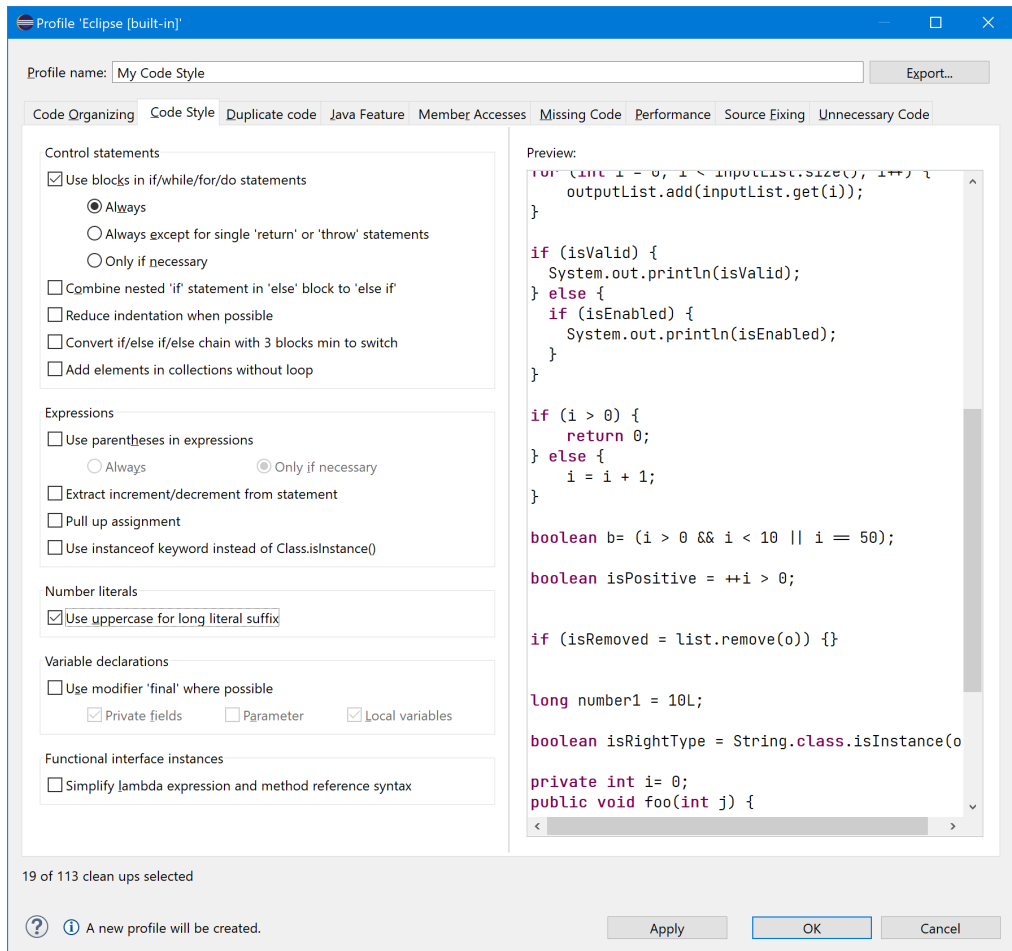 Profile 'Eclipse [built-in]'
Profile name: My Code Style Export...
Code Organizing Code Style Duplicate code Java Feature Member Accesses Missing Code Performance Source Fixing Unnecessary Code
Control statements
Use blocks in if/while/for/do statements
Always
Always except for single 'return' or 'throw' statements
Only if necessary
Combine nested 'if' statement in 'else' block to 'else if'
Reduce indentation when possible
Convert if/else if/else chain with 3 blocks min to switch
Add elements in collections without loop
Expressions
Use parentheses in expressions
Always Only if necessary
Extract increment/decrement from statement
Pull up assignment
Use instanceof keyword instead of Class.isInstance()
Number literals
Use uppercase for long literal suffix
Variable declarations
Use modifier 'final' where possible
Private fields Parameter Local variables
Functional interface instances
Simplify lambda expression and method reference syntax
Preview:
for (int i = 0; i < inputList.size(); i++) {
    outputList.add(inputList.get(i));
}
if (isValid) {
  System.out.println(isValid);
} else {
  if (isEnabled) {
    System.out.println(isEnabled);
  }
}
if (i > 0) {
    return 0;
} else {
    i = i + 1;
}
boolean b= (i > 0 && i < 10 || i == 50);
boolean isPositive = ++i > 0;
if (isRemoved = list.remove(o)) {}
long number1 = 10L;
boolean isRightType = String.class.isInstance(o
private int i= 0;
public void foo(int j) {
19 of 113 clean ups selected
A new profile will be created.
Apply OK Cancel